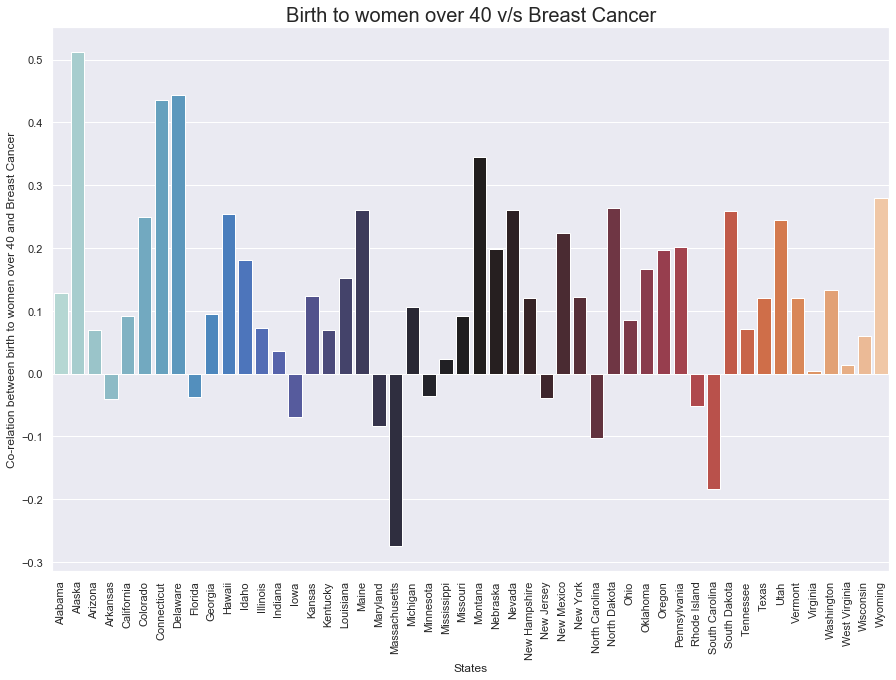 Birth to women over 40 v/s Breast Cancer
Co-relation between birth to women over 40 and Breast Cancer
0.5
0.4
0.3
0.2
0.1
0.0
−0.1
−0.2
−0.3
Alabama
Alaska
Arizona
Arkansas
California
Colorado
Connecticut
Delaware
Florida
Georgia
Hawaii
Idaho
Illinois
Indiana
Iowa
Kansas
Kentucky
Louisiana
Maine
Maryland
Massachusetts
Michigan
Minnesota
Mississippi
Missouri
Montana
Nebraska
Nevada
New Hampshire
New Jersey
New Mexico
New York
North Carolina
North Dakota
Ohio
Oklahoma
Oregon
Pennsylvania
Rhode Island
South Carolina
South Dakota
Tennessee
Texas
Utah
Vermont
Virginia
Washington
West Virginia
Wisconsin
Wyoming
States